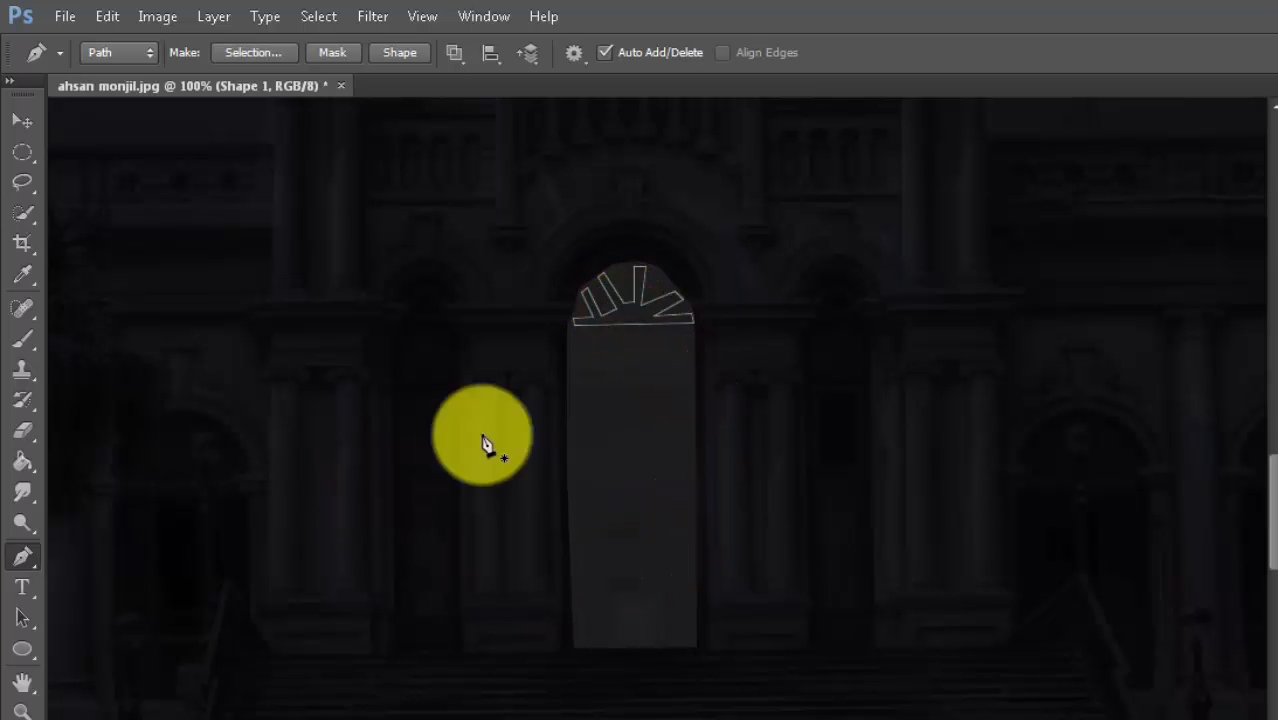 Ps File Edit Image Layer Type Select Filter View Window Help
Path Make: Selection... Mask Shape Auto Add/Delete Align Edges
ahsan monjil.jpg @ 100% (Shape 1, RGB/8) * ×
T